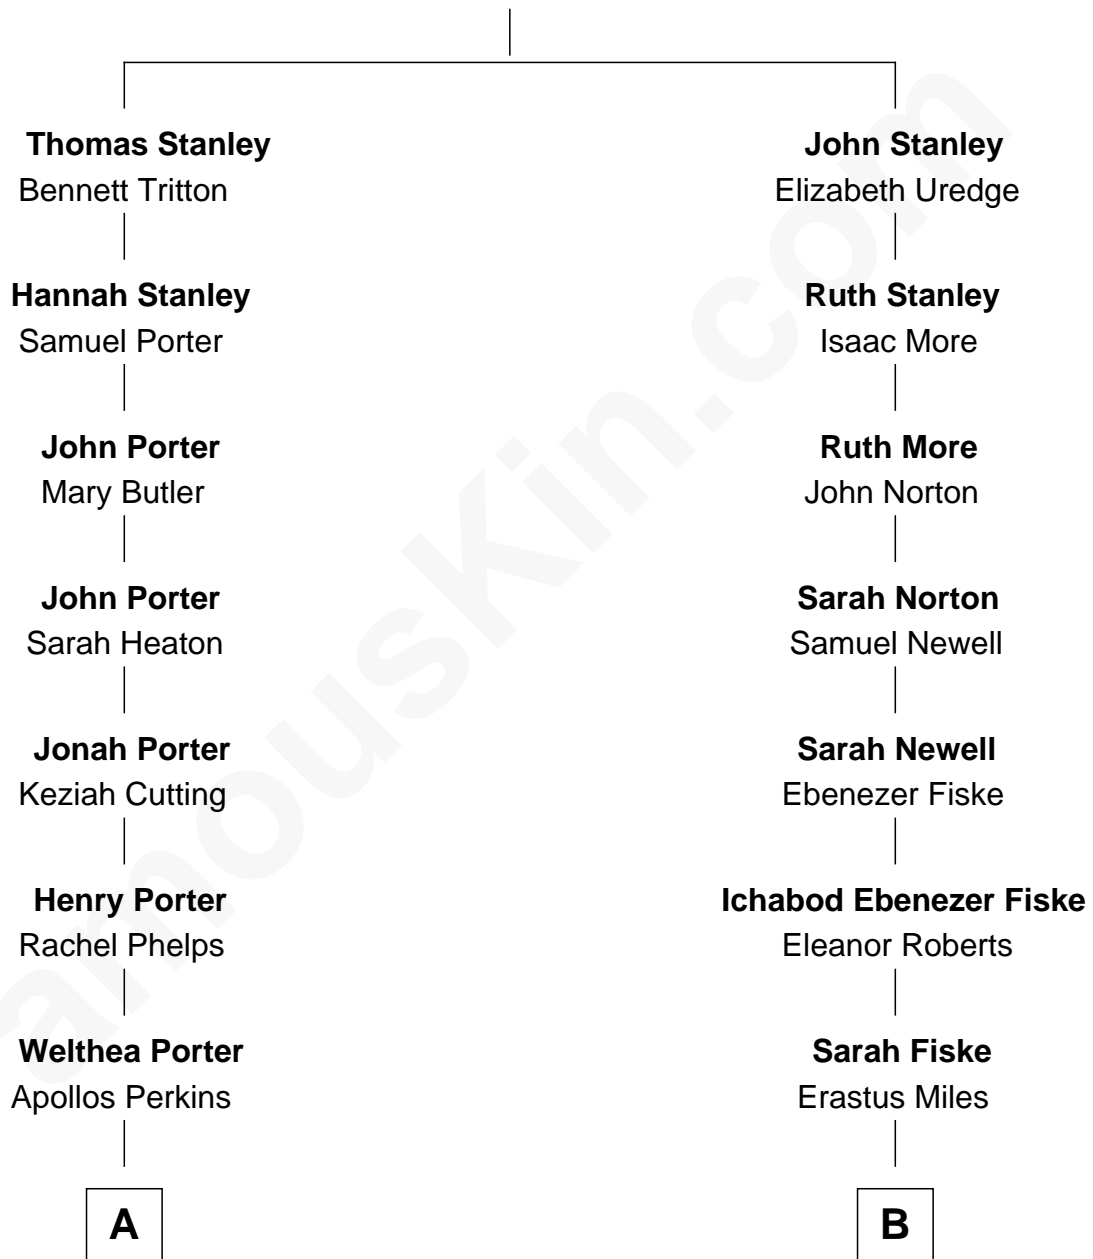 Thomas Stanley
Bennett Tritton
Hannah Stanley
Samuel Porter
John Porter
Mary Butler
John Porter
Sarah Heaton
Jonah Porter
Keziah Cutting
Henry Porter
Rachel Phelps
Welthea Porter
Apollos Perkins
A
John Stanley
Elizabeth Uredge
Ruth Stanley
Isaac More
Ruth More
John Norton
Sarah Norton
Samuel Newell
Sarah Newell
Ebenezer Fiske
Ichabod Ebenezer Fiske
Eleanor Roberts
Sarah Fiske
Erastus Miles
B
amouskin.com